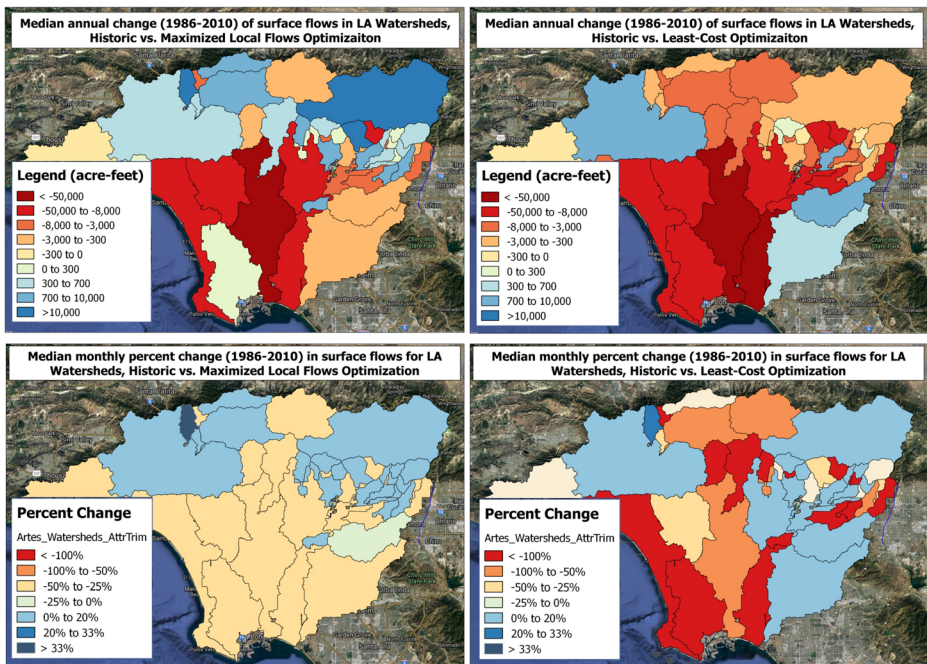 Median annual change (1986-2010) of surface flows in LA Watersheds,
Historic vs. Maximized Local Flows Optimizaiton
Legend (acre-feet)
< -50,000
-50,000 to -8,000
-8,000 to -3,000
-3,000 to -300
-300 to 0
0 to 300
300 to 700
700 to 10,000
>10,000
Median annual change (1986-2010) of surface flows in LA Watersheds,
Historic vs. Least-Cost Optimizaiton
Legend (acre-feet)
< -50,000
-50,000 to -8,000
-8,000 to -3,000
-3,000 to -300
-300 to 0
0 to 300
300 to 700
700 to 10,000
>10,000
Median monthly percent change (1986-2010) in surface flows for LA
Watersheds, Historic vs. Maximized Local Flows Optimization
Percent Change
Artes_Watersheds_AttrTrim
< -100%
-100% to -50%
-50% to -25%
-25% to 0%
0% to 20%
20% to 33%
> 33%
Median monthly percent change (1986-2010) in surface flows for LA
Watersheds, Historic vs. Least-Cost Optimization
Percent Change
Artes_Watersheds_AttrTrim
< -100%
-100% to -50%
-50% to -25%
-25% to 0%
0% to 20%
20% to 33%
> 33%